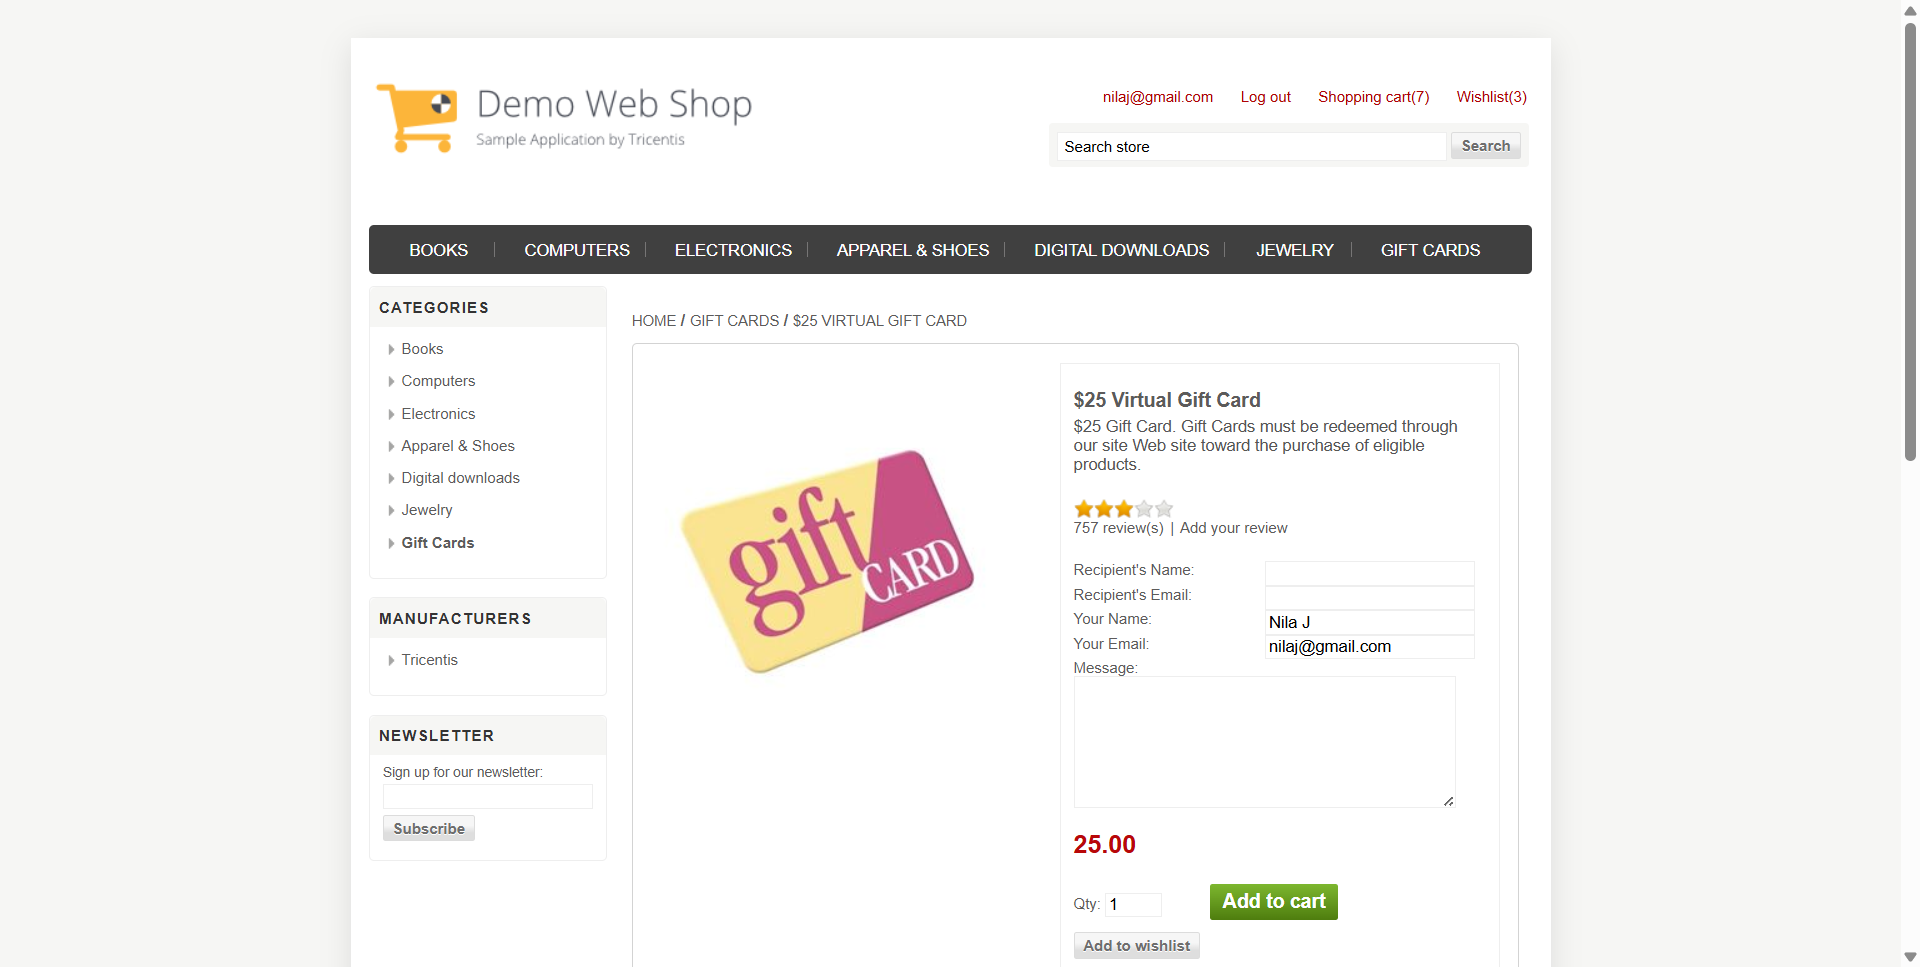 Demo Web Shop
Sample Application by Tricentis
nilaj@gmail.com Log out Shopping cart(7) Wishlist(3)
Search store Search
BOOKS COMPUTERS ELECTRONICS APPAREL & SHOES DIGITAL DOWNLOADS JEWELRY GIFT CARDS
CATEGORIES
Books
Computers
Electronics
Apparel & Shoes
Digital downloads
Jewelry
Gift Cards
MANUFACTURERS
Tricentis
NEWSLETTER
Sign up for our newsletter:
Subscribe
HOME / GIFT CARDS / $25 VIRTUAL GIFT CARD
gift
CARD
$25 Virtual Gift Card
$25 Gift Card. Gift Cards must be redeemed through
our site Web site toward the purchase of eligible
products.
757 review(s) | Add your review
Recipient's Name:
Recipient's Email:
Your Name: Nila J
Your Email: nilaj@gmail.com
Message:
25.00
Qty: 1 Add to cart
Add to wishlist